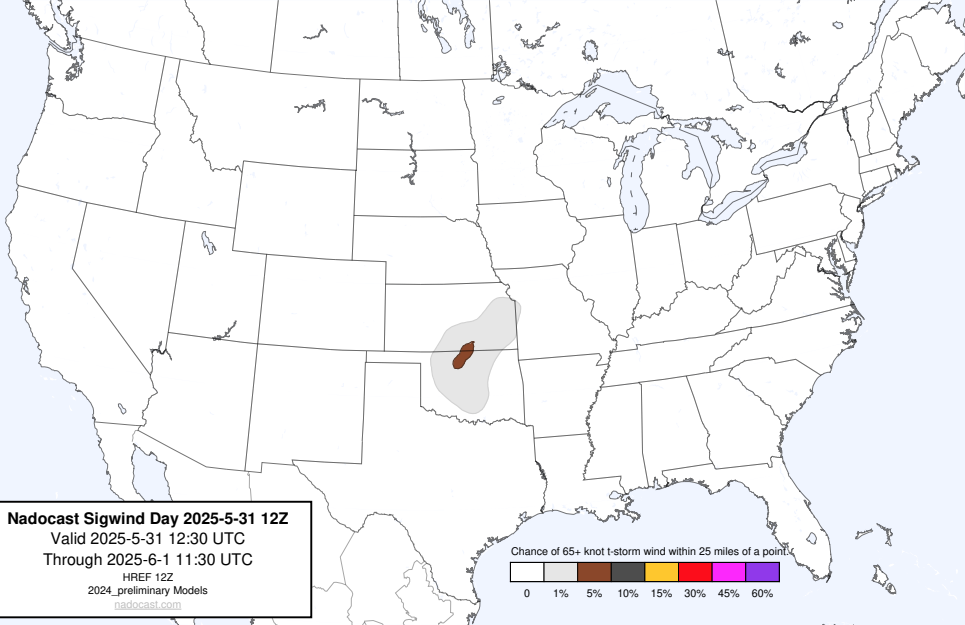 Nadocast Sigwind Day 2025-5-31 12Z
Valid 2025-5-31 12:30 UTC
Through 2025-6-1 11:30 UTC
HREF 12Z
2024_preliminary Models
nadocast.com
Chance of 65+ knot t-storm wind within 25 miles of a point.
0 1% 5% 10% 15% 30% 45% 60%